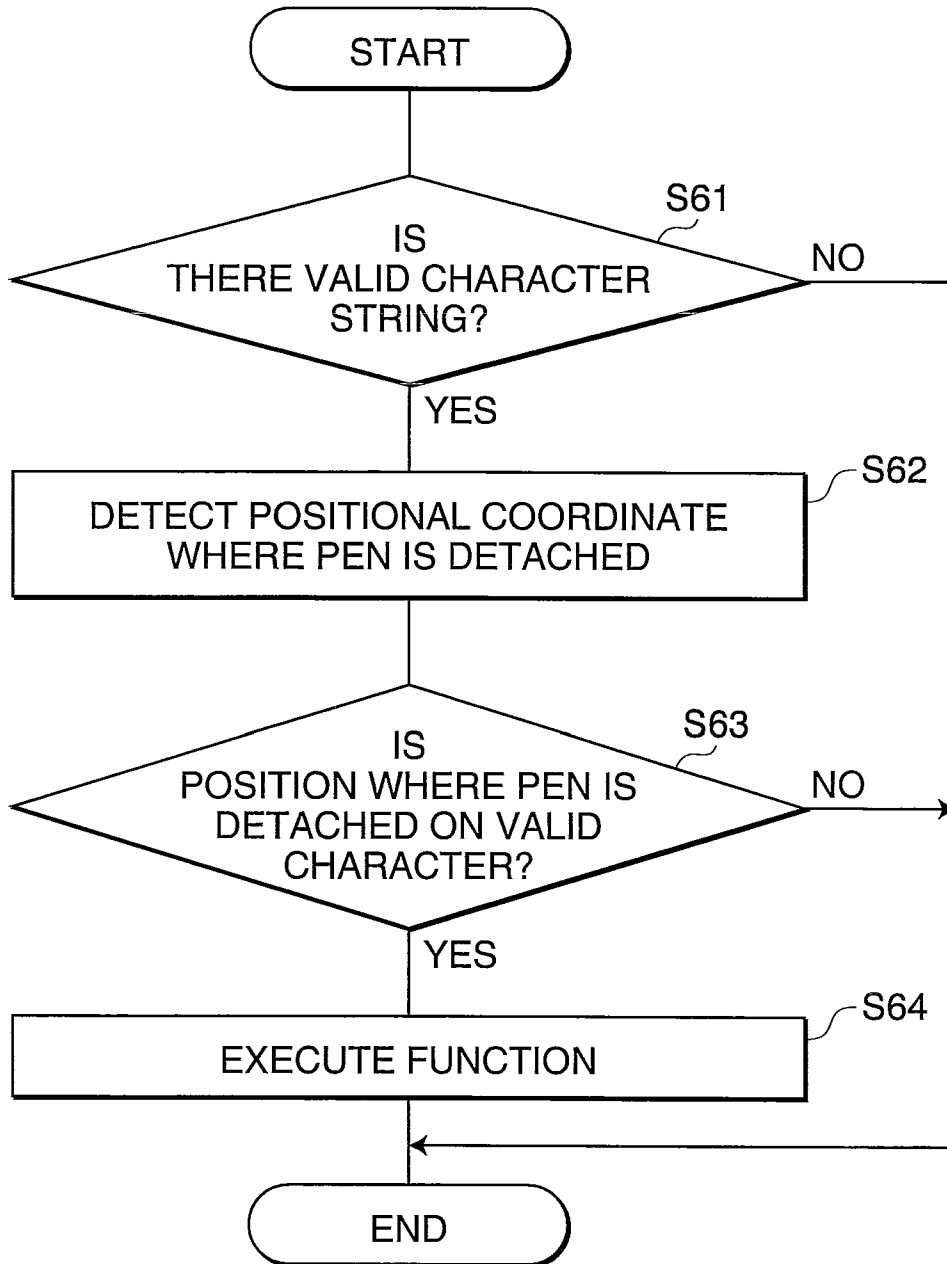 START
S61
IS
THERE VALID CHARACTER
STRING?
NO
YES
S62
DETECT POSITIONAL COORDINATE
WHERE PEN IS DETACHED
S63
IS
POSITION WHERE PEN IS
DETACHED ON VALID
CHARACTER?
NO
YES
S64
EXECUTE FUNCTION
END